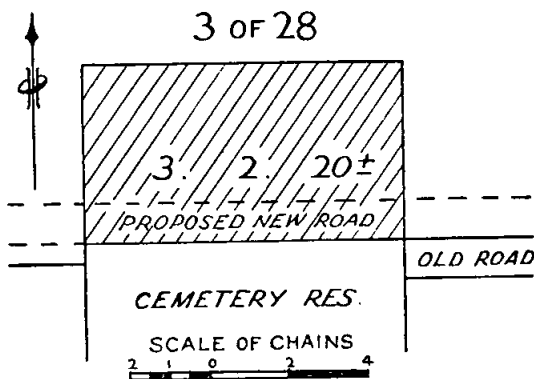 3 OF 28
3. 2. 20±
PROPOSED NEW ROAD
OLD ROAD
CEMETERY RES.
SCALE OF CHAINS
2 1 0 2 4